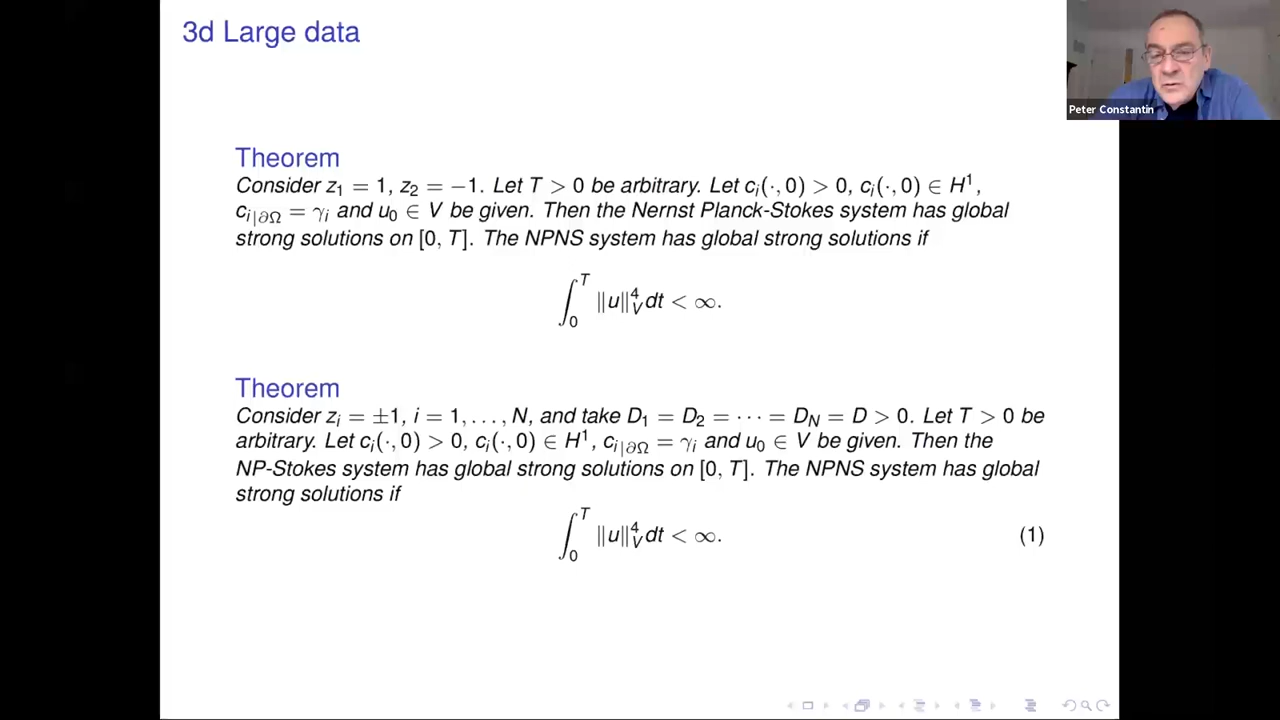 3d Large data
Peter Constantin
Theorem
Consider z₁ = 1, z₂ = −1. Let T > 0 be arbitrary. Let cᵢ(·, 0) > 0, cᵢ(·, 0) ∈ H¹,
c_{i|∂Ω} = γᵢ and u₀ ∈ V be given. Then the Nernst Planck-Stokes system has global
strong solutions on [0, T]. The NPNS system has global strong solutions if
∫₀ᵀ ‖u‖⁴_V dt < ∞.
Theorem
Consider zᵢ = ±1, i = 1, . . . , N, and take D₁ = D₂ = · · · = D_N = D > 0. Let T > 0 be
arbitrary. Let cᵢ(·, 0) > 0, cᵢ(·, 0) ∈ H¹, c_{i|∂Ω} = γᵢ and u₀ ∈ V be given. Then the
NP-Stokes system has global strong solutions on [0, T]. The NPNS system has global
strong solutions if
∫₀ᵀ ‖u‖⁴_V dt < ∞. (1)